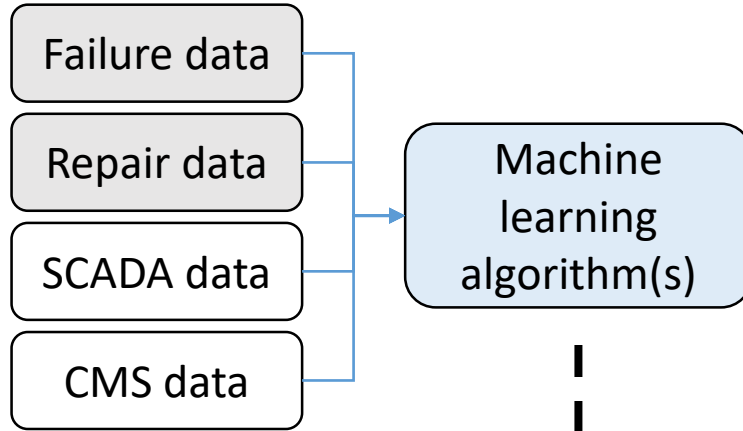 Failure data
Repair data
SCADA data
CMS data
Machine
learning
algorithm(s)